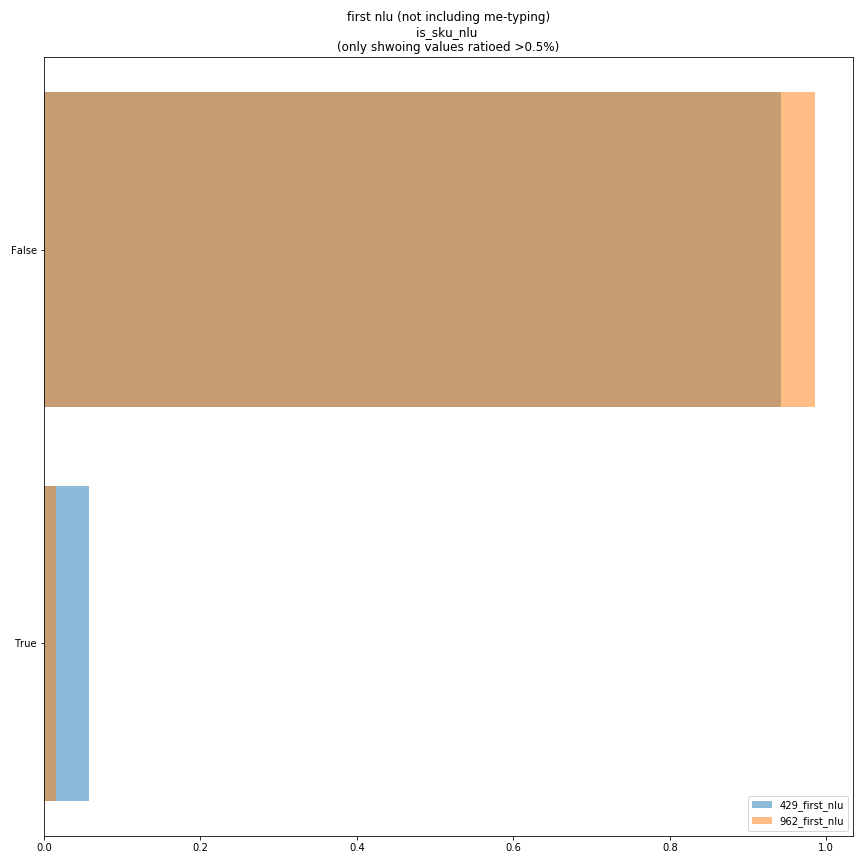 first nlu (not including me-typing)
is_sku_nlu
(only shwoing values ratioed >0.5%)
False
True
429_first_nlu
962_first_nlu
0.0
0.2
0.4
0.6
0.8
1.0